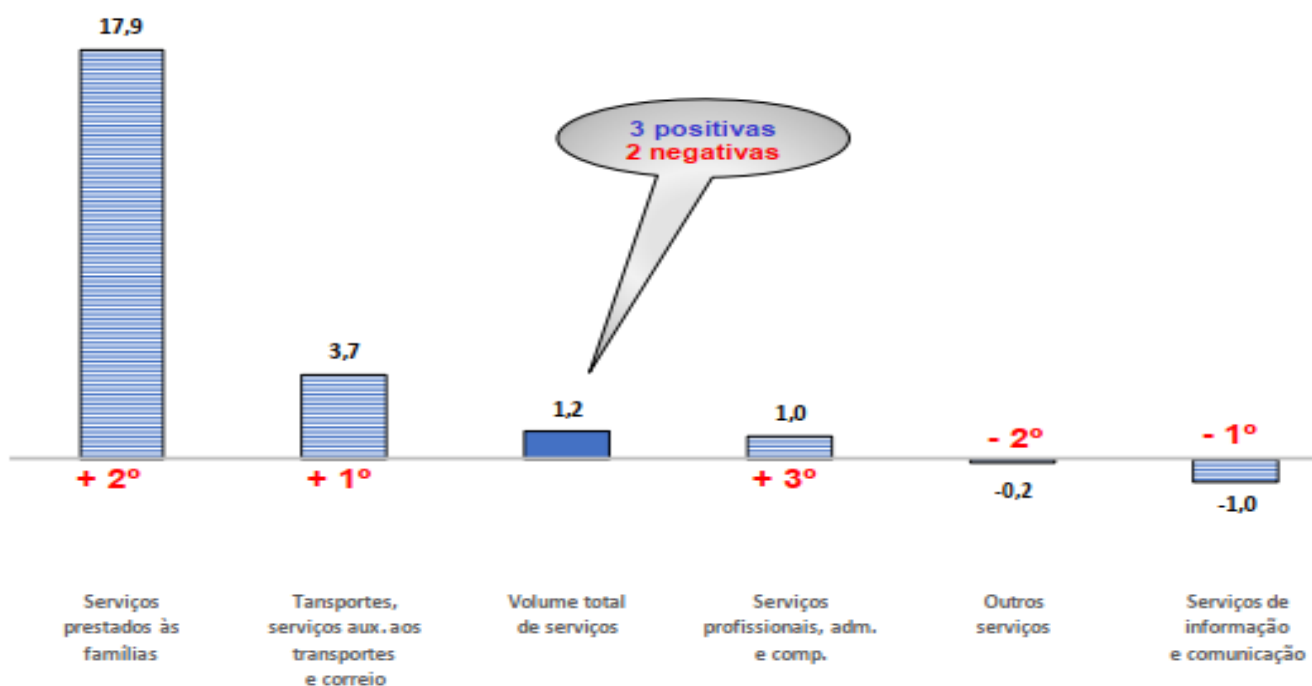 17,9
3 positivas
2 negativas
3,7
1,2
1,0
- 2º
- 1º
+ 2º
+ 1º
+ 3º
-0,2
-1,0
Serviços
prestados às
famílias
Tansportes,
serviços aux.aos
transportes
e correio
Volume total
de serviços
Serviços
profissionais, adm.
e comp.
Outros
serviços
Serviços de
informação
e comunicação